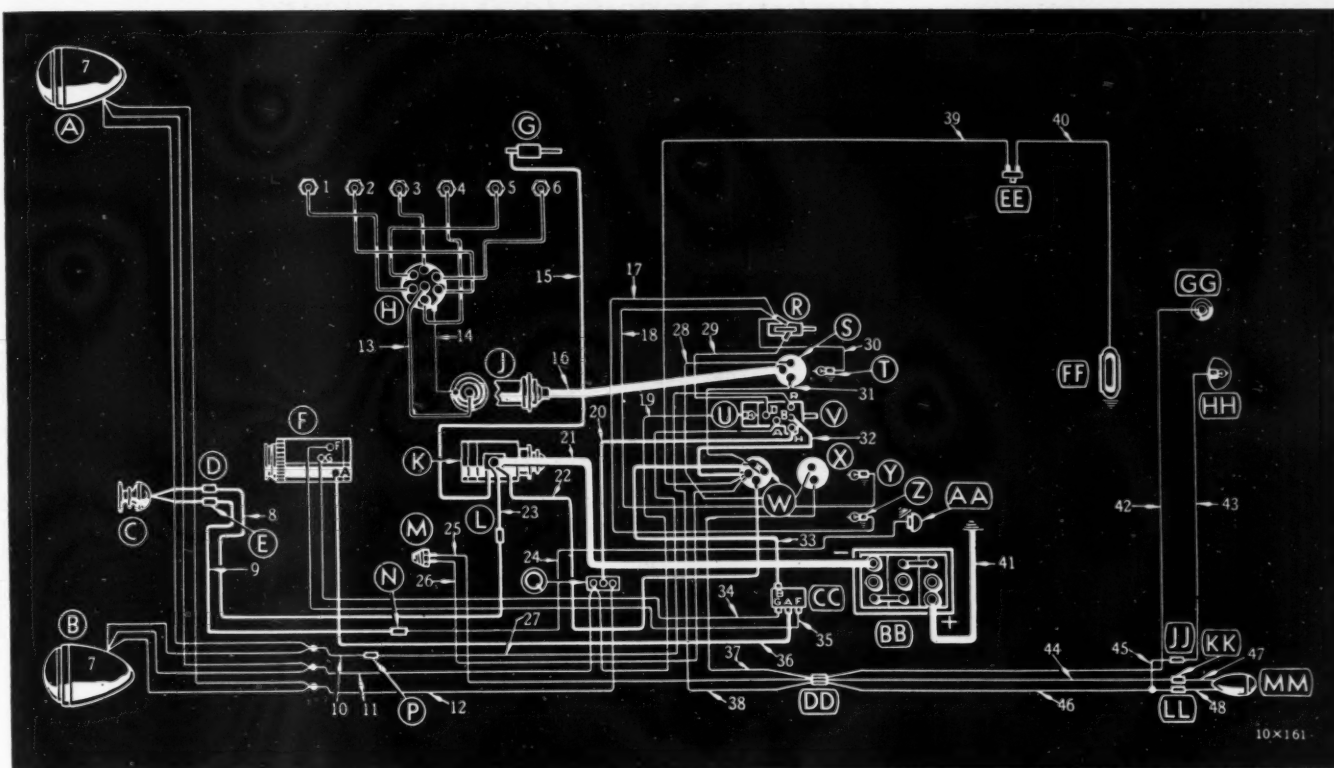 7
A
G
39
40
EE
1
2
3
4
5
6
H
15
17
R
GG
13
14
18
28
29
S
30
J
16
T
FF
HH
19
31
R
F
F
G
A
20
21
U
B
D
B
V
A
L
H
32
K
22
X
W
Y
Z
AA
D
C
8
E
M
25
L
23
42
43
9
24
33
−
41
26
Q
B
G A F
CC
N
34
35
BB
+
B
7
27
36
45
JJ
KK
37
44
47
10
11
P
12
38
DD
46
LL
48
MM
10×161